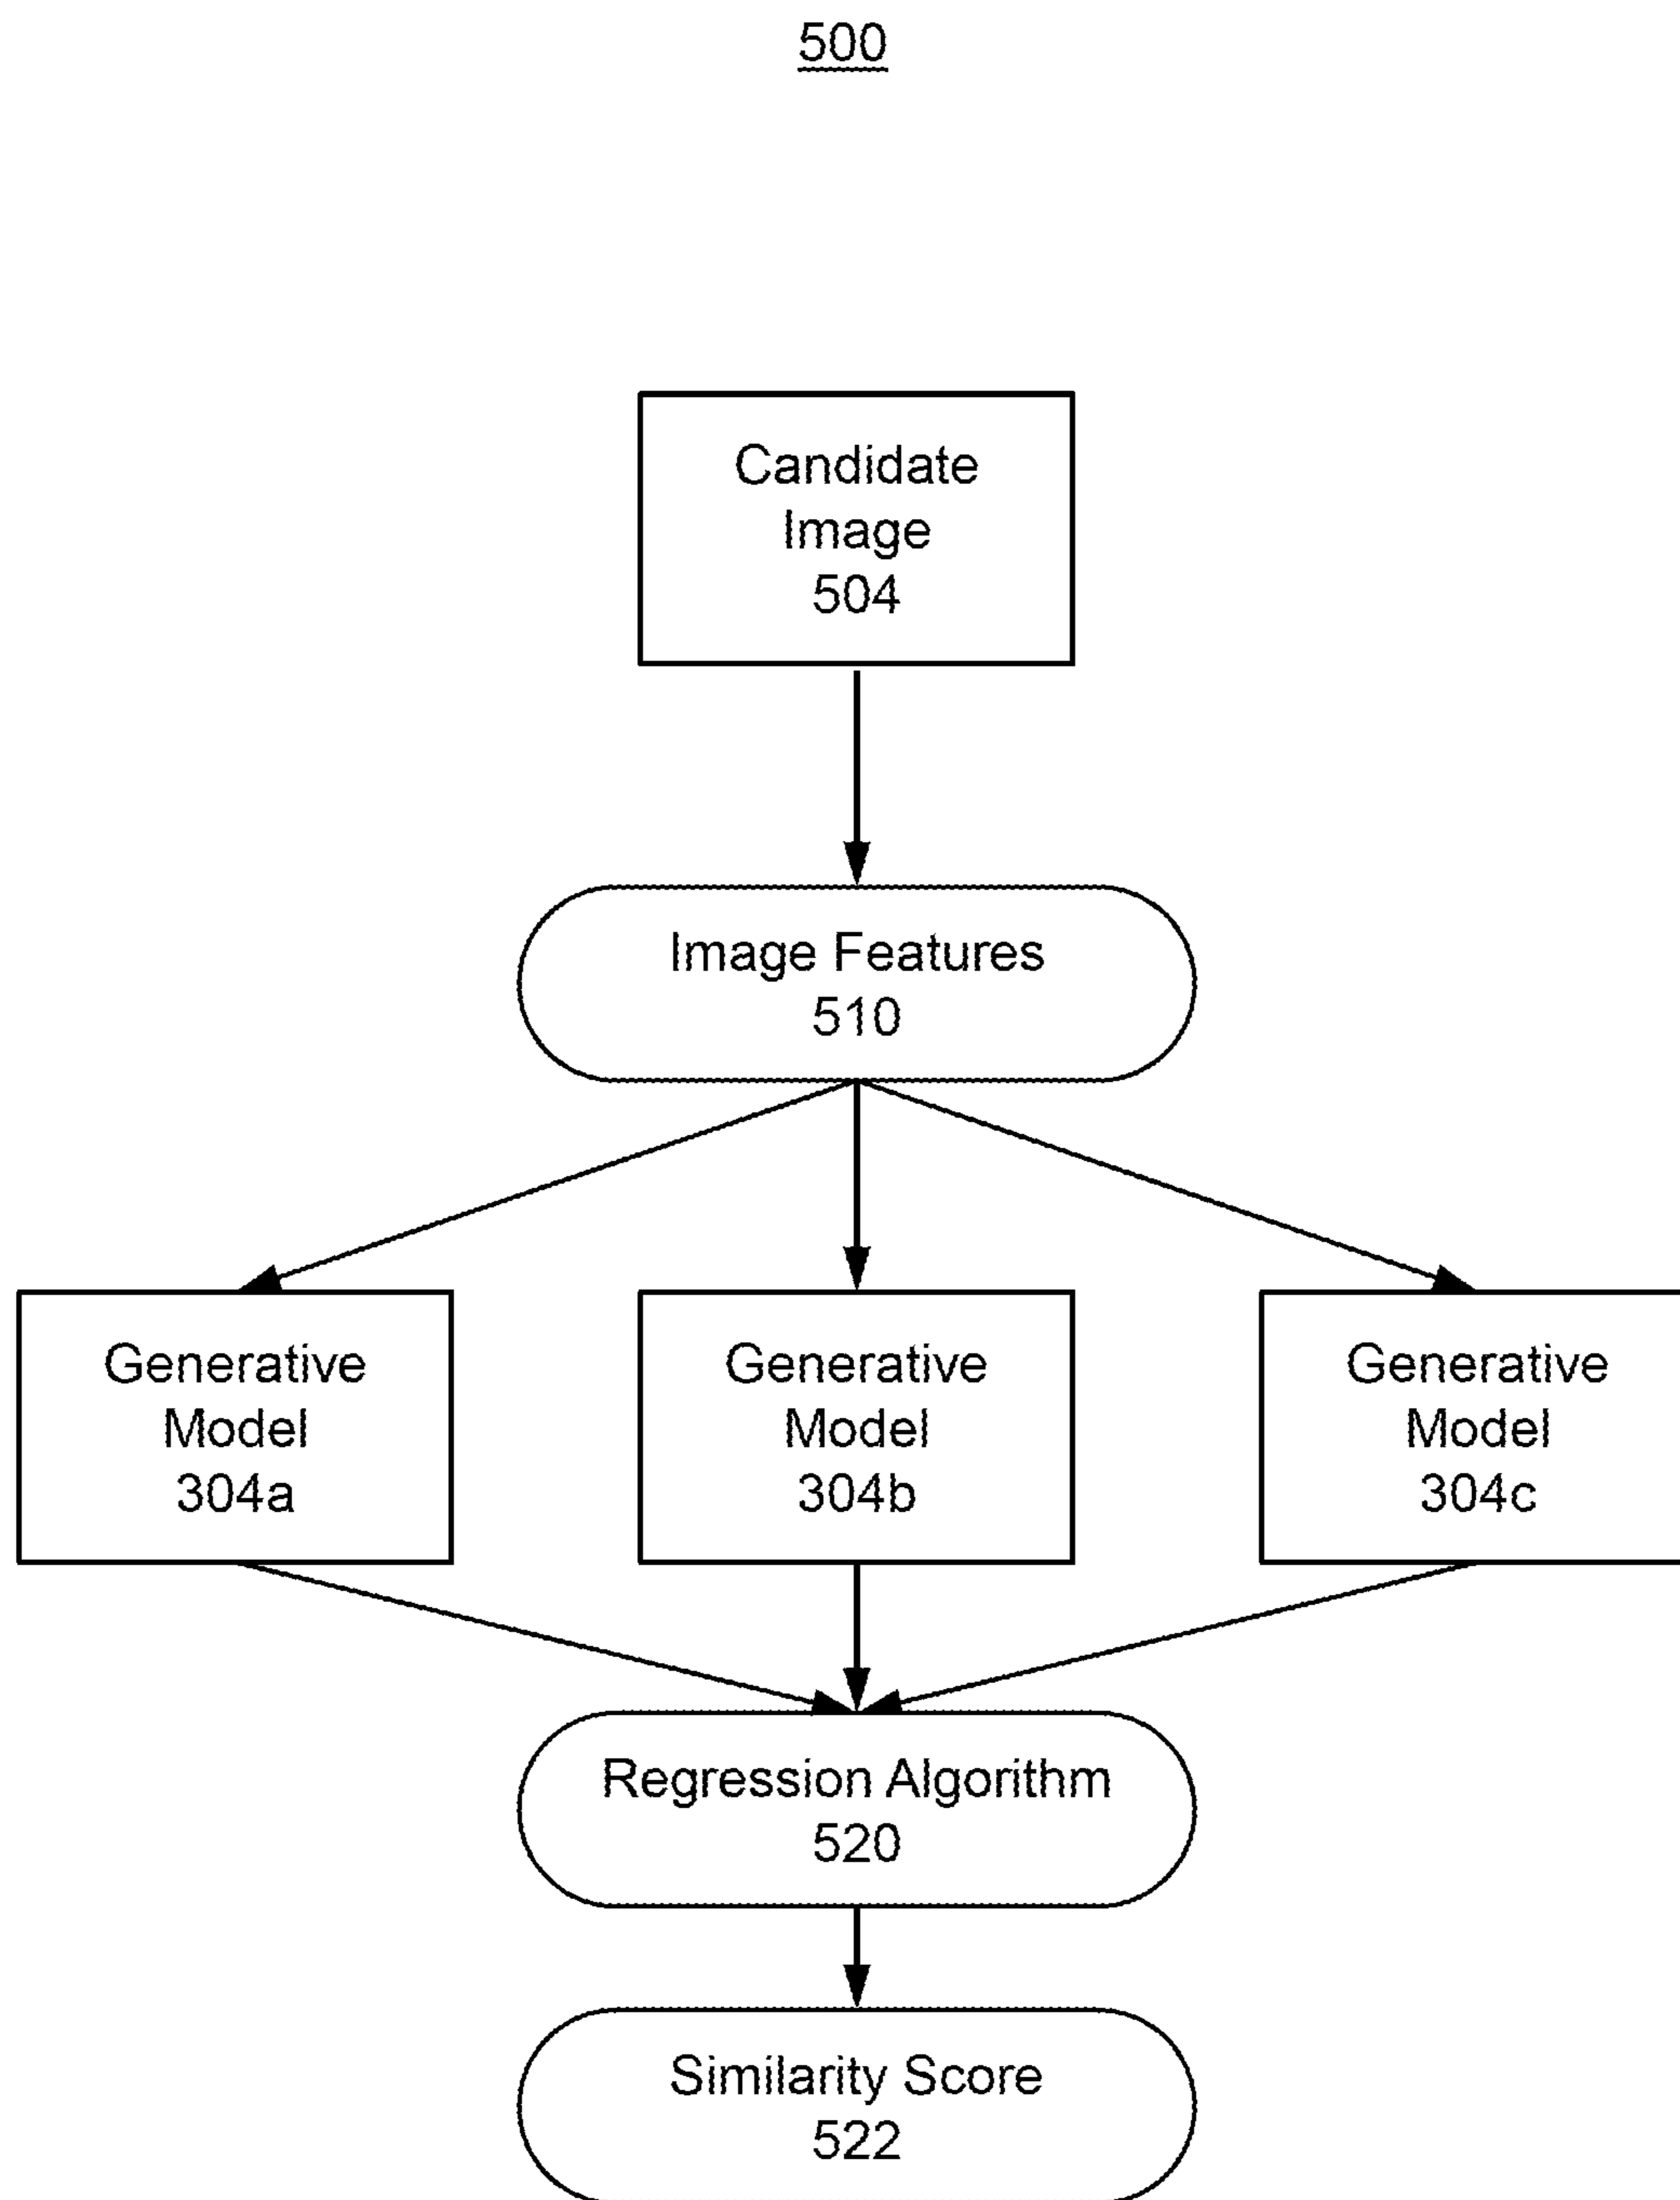 500
Candidate
Image
504
Image Features
510
Generative
Model
304a
Generative
Model
304b
Generative
Model
304c
Regression Algorithm
520
Similarity Score
522